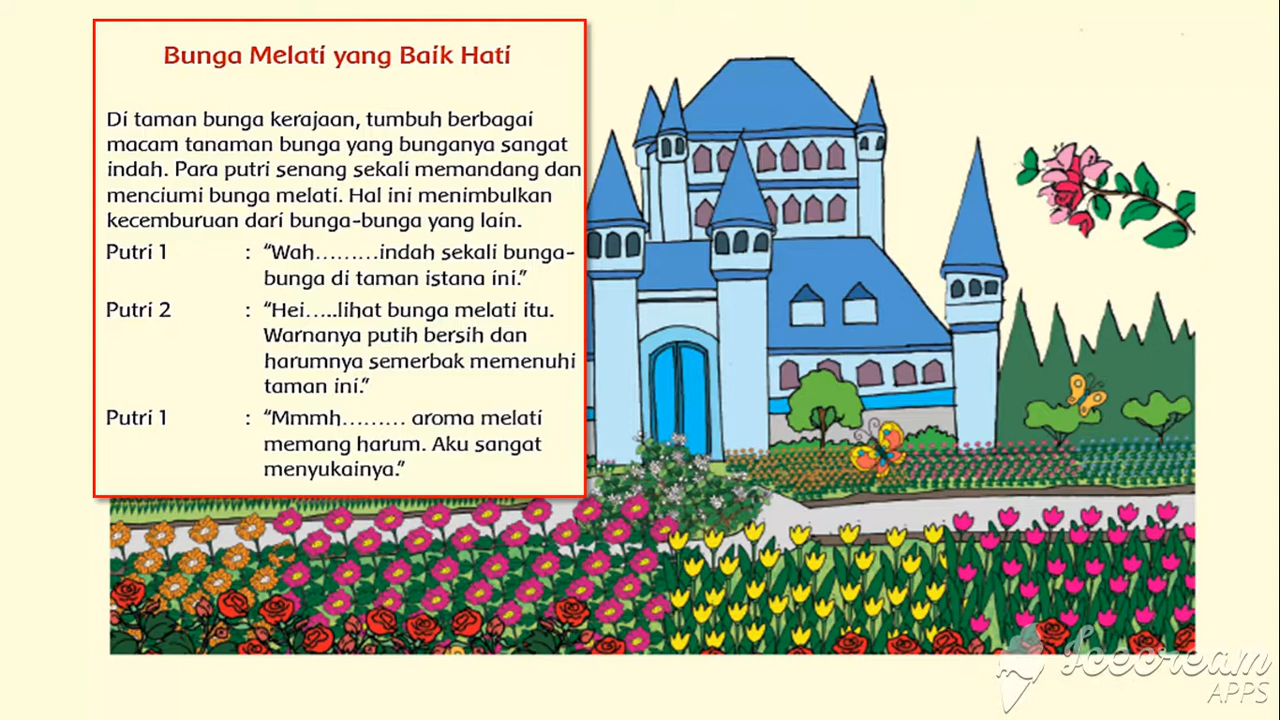 Bunga Melati yang Baik Hati
Di taman bunga kerajaan, tumbuh berbagai
macam tanaman bunga yang bunganya sangat
indah. Para putri senang sekali memandang dan
menciumi bunga melati. Hal ini menimbulkan
kecemburuan dari bunga-bunga yang lain.
Putri 1 : “Wah.........indah sekali bunga-
bunga di taman istana ini.”
Putri 2 : “Hei.....lihat bunga melati itu.
Warnanya putih bersih dan
harumnya semerbak memenuhi
taman ini.”
Putri 1 : “Mmmh......... aroma melati
memang harum. Aku sangat
menyukainya.”
Icecream
APPS